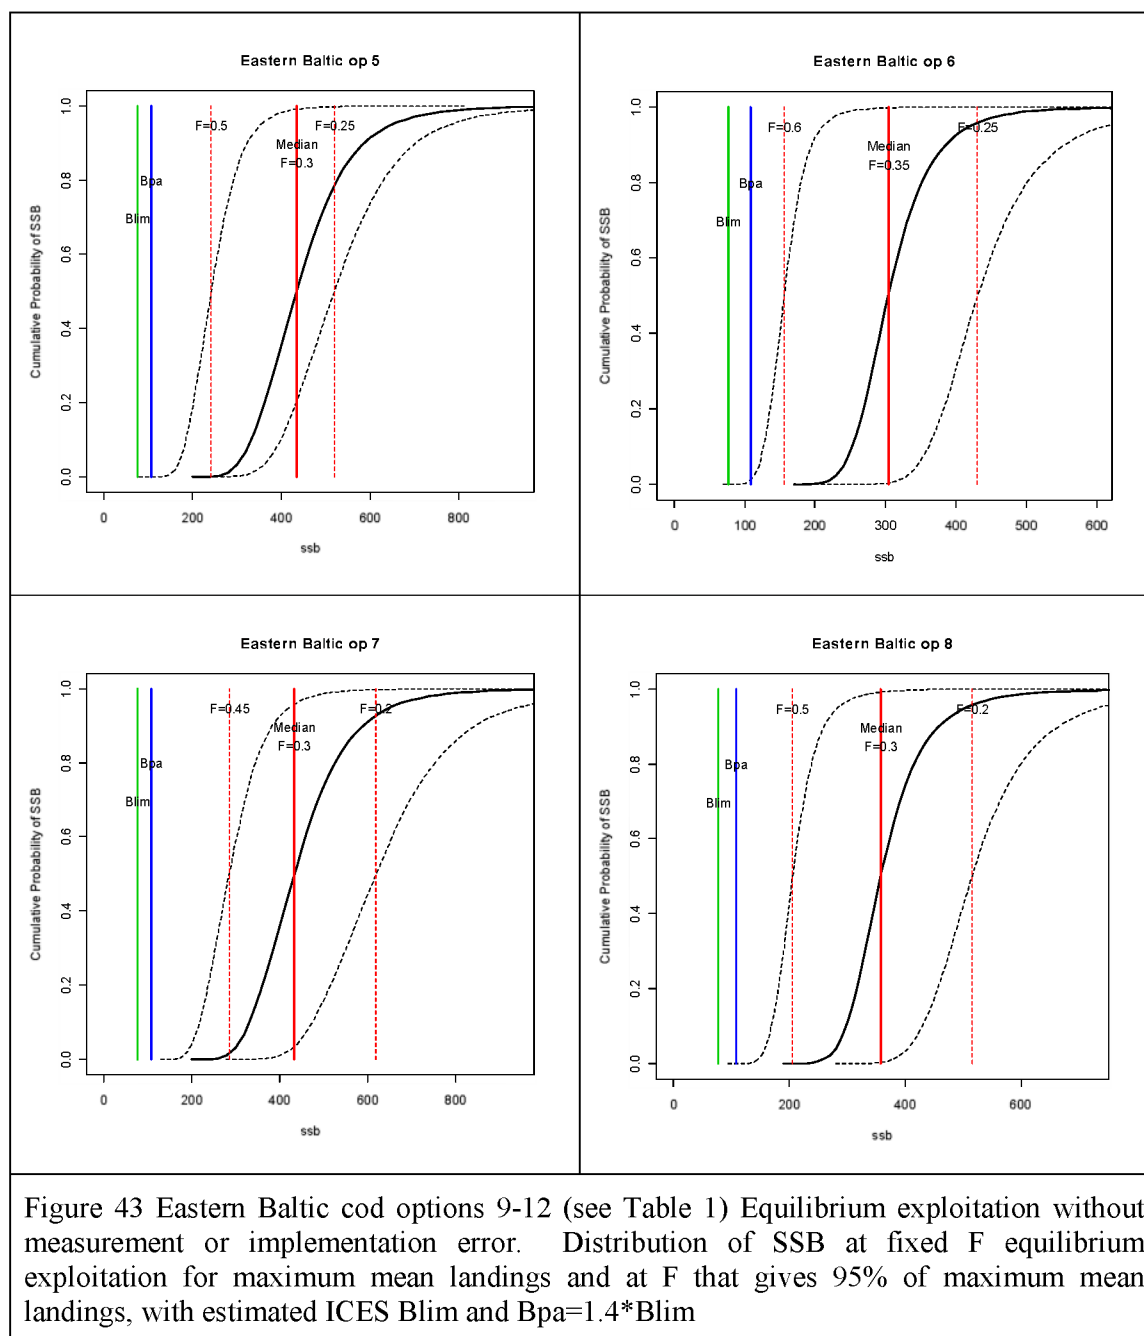 Eastern Baltic op 5
Cumulative Probability of SSB
1.0
0.8
0.6
0.4
0.2
0.0
F=0.5
F=0.25
Median
F=0.3
Bpa
Blim
0
200
400
600
800
ssb
Eastern Baltic op 6
Cumulative Probability of SSB
1.0
0.8
0.6
0.4
0.2
0.0
F=0.6
F=0.25
Median
F=0.35
Bpa
Blim
0
100
200
300
400
500
600
ssb
Eastern Baltic op 7
Cumulative Probability of SSB
1.0
0.8
0.6
0.4
0.2
0.0
F=0.45
F=0.2
Median
F=0.3
Bpa
Blim
0
200
400
600
800
ssb
Eastern Baltic op 8
Cumulative Probability of SSB
1.0
0.8
0.6
0.4
0.2
0.0
F=0.5
F=0.2
Median
F=0.3
Bpa
Blim
0
200
400
600
ssb
Figure 43 Eastern Baltic cod options 9-12 (see Table 1) Equilibrium exploitation without
measurement or implementation error. Distribution of SSB at fixed F equilibrium
exploitation for maximum mean landings and at F that gives 95% of maximum mean
landings, with estimated ICES Blim and Bpa=1.4*Blim